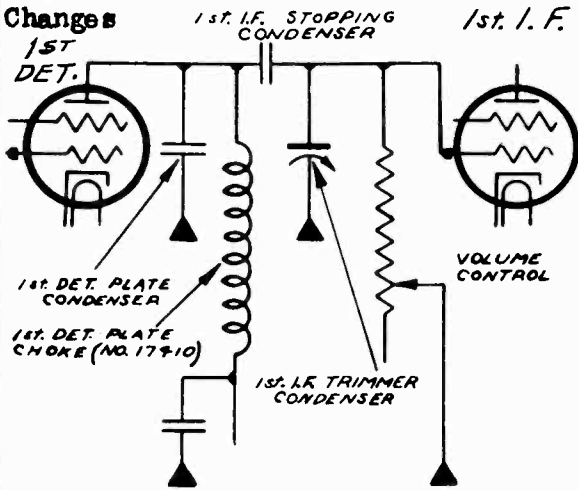 Changes
1ST
DET.
1st. I.F. STOPPING
CONDENSER
1st. I.F.
1st. DET. PLATE
CONDENSER
1st. DET. PLATE
CHOKE (NO. 17410)
1st. I.F. TRIMMER
CONDENSER
VOLUME
CONTROL